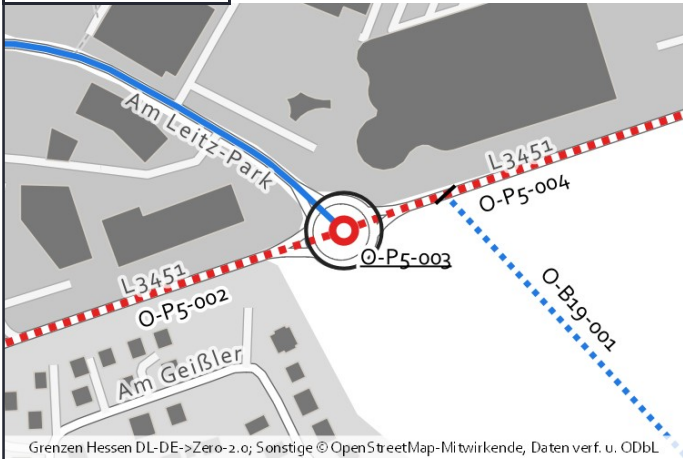 Am Leitz-Park
L3451
O-P5-004
O-P5-003
L3451
O-P5-002
O-B19-001
Am Geißler
Grenzen Hessen DL-DE->Zero-2.0; Sonstige © OpenStreetMap-Mitwirkende, Daten verf. u. ODbL